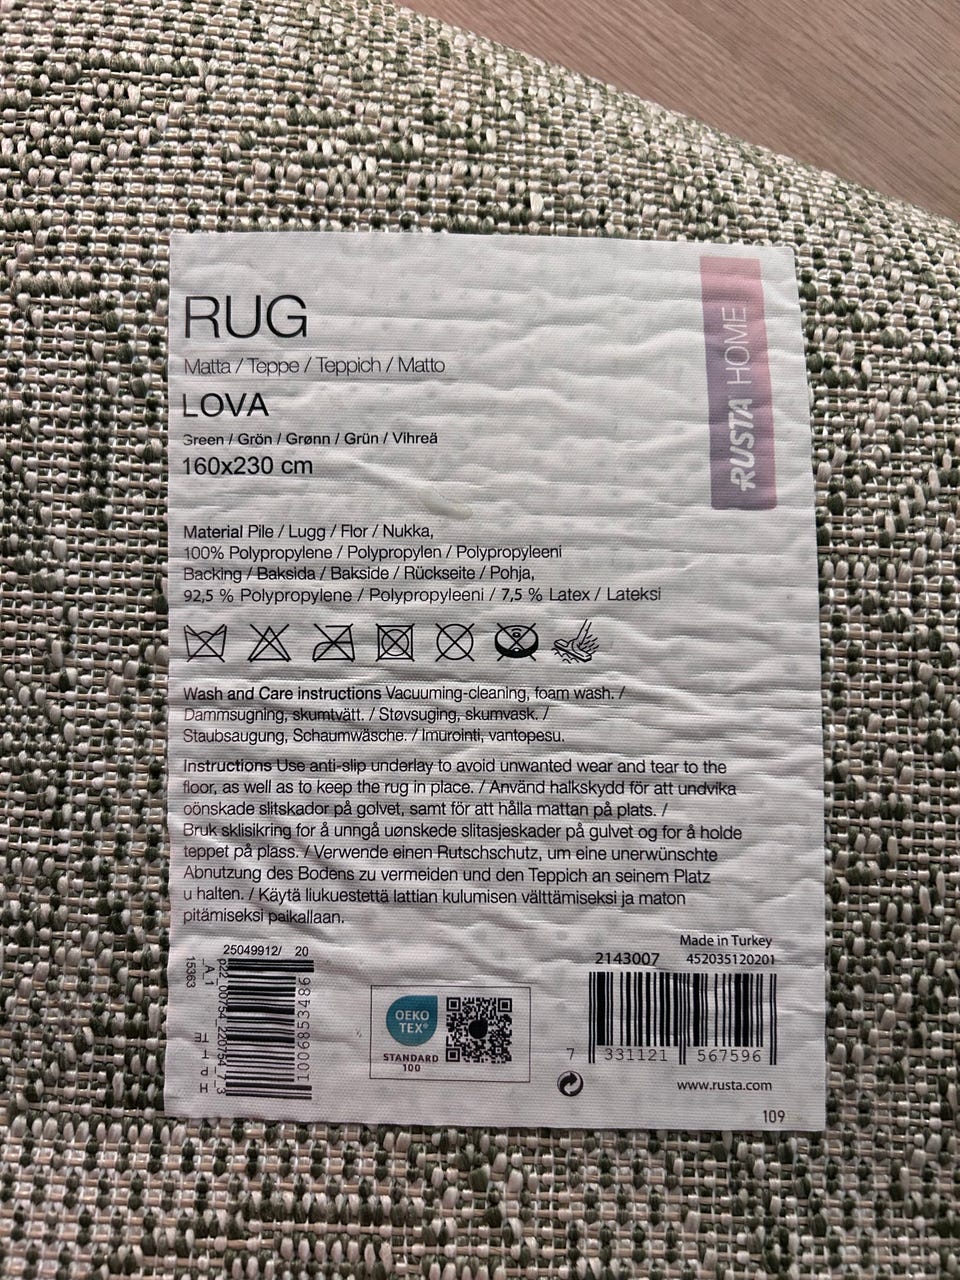 RUG
Matta / Teppe / Teppich / Matto
LOVA
Green / Grön / Grønn / Grün / Vihreä
160x230 cm
RUSTA HOME
Material Pile / Lugg / Flor / Nukka,
100% Polypropylene / Polypropylen / Polypropyleeni
Backing / Baksida / Bakside / Rückseite / Pohja,
92,5 % Polypropylene / Polypropyleeni / 7,5 % Latex / Lateksi
Wash and Care instructions Vacuuming-cleaning, foam wash. /
Dammsugning, skumtvätt. / Støvsuging, skumvask. /
Staubsaugung, Schaumwäsche. / Imurointi, vantopesu.
Instructions Use anti-slip underlay to avoid unwanted wear and tear to the
floor, as well as to keep the rug in place. / Använd halkskydd för att undvika
oönskade slitskador på golvet, samt för att hålla mattan på plats. /
Bruk sklisikring for å unngå uønskede slitasjeskader på gulvet og for å holde
teppet på plass. / Verwende einen Rutschschutz, um eine unerwünschte
Abnutzung des Bodens zu vermeiden und den Teppich an seinem Platz
u halten. / Käytä liukuestettä lattian kulumisen välttämiseksi ja maton
pitämiseksi paikallaan.
25049912/ 20
15363
_A_1
1006853486
OEKO
TEX®
STANDARD
100
Made in Turkey
2143007 452035120201
7 331121 567596
www.rusta.com
109